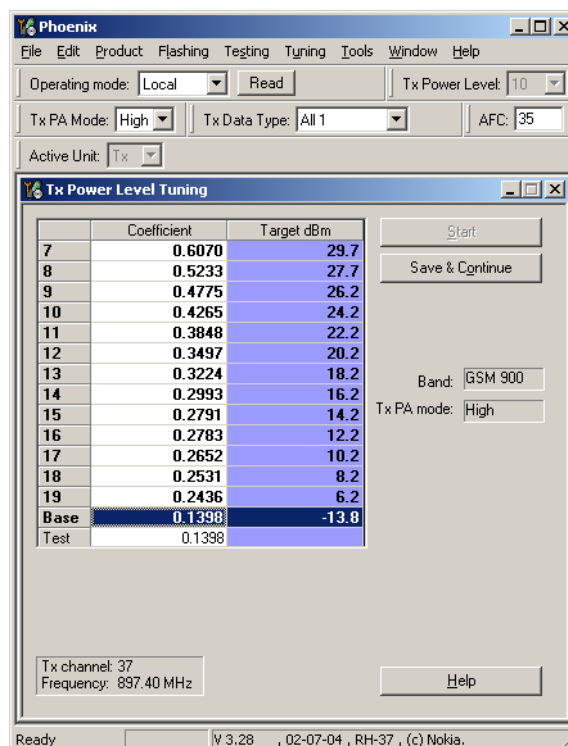 Phoenix
File Edit Product Flashing Testing Tuning Tools Window Help
Operating mode: Local Read Tx Power Level: 10
Tx PA Mode: High Tx Data Type: All 1 AFC: 35
Active Unit: Tx
Tx Power Level Tuning
Coefficient Target dBm
7 0.6070 29.7
8 0.5233 27.7
9 0.4775 26.2
10 0.4265 24.2
11 0.3848 22.2
12 0.3497 20.2
13 0.3224 18.2
14 0.2993 16.2
15 0.2791 14.2
16 0.2783 12.2
17 0.2652 10.2
18 0.2531 8.2
19 0.2436 6.2
Base 0.1398 -13.8
Test 0.1398
Start
Save & Continue
Band: GSM 900
Tx PA mode: High
Tx channel: 37
Frequency: 897.40 MHz
Help
Ready V 3.28 , 02-07-04 , RH-37 , (c) Nokia.